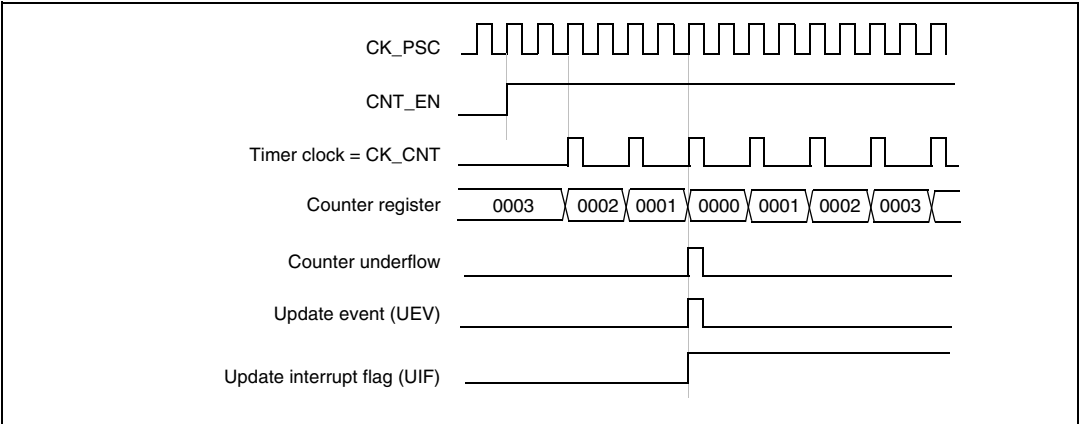 CK_PSC
CNT_EN
Timer clock = CK_CNT
Counter register 0003 0002 0001 0000 0001 0002 0003
Counter underflow
Update event (UEV)
Update interrupt flag (UIF)